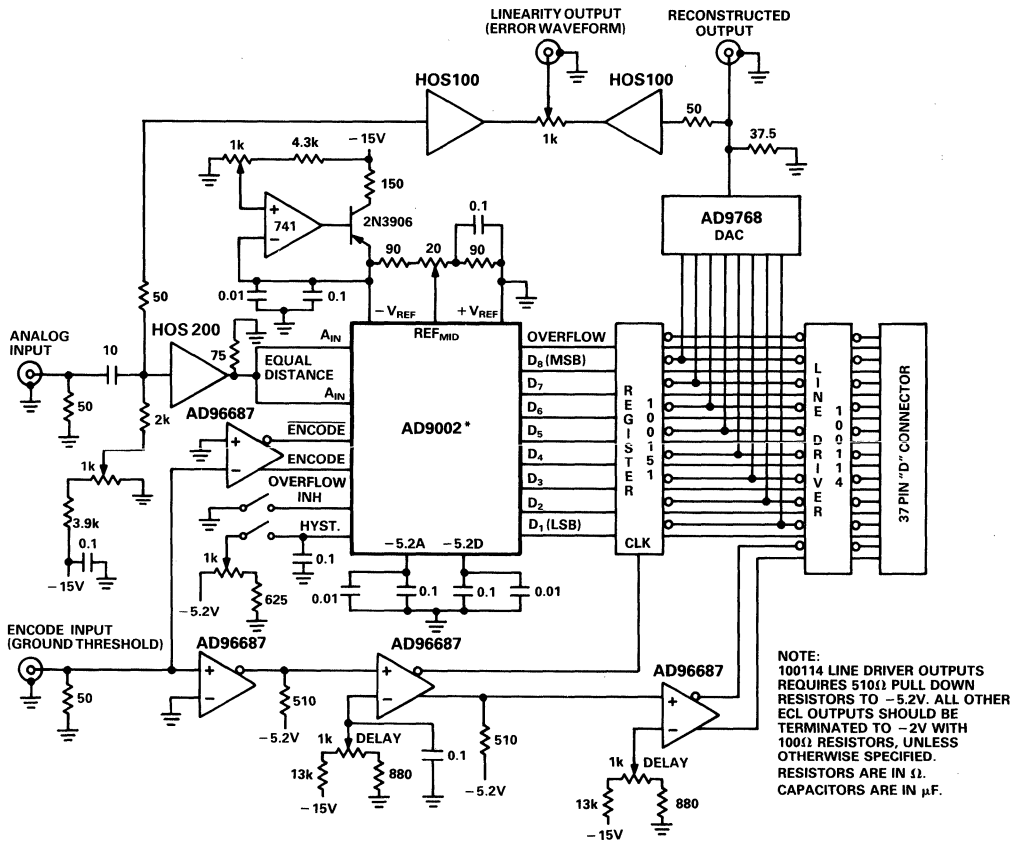 LINEARITY OUTPUT
(ERROR WAVEFORM)
RECONSTRUCTED
OUTPUT
HOS100
HOS100
50
1k
37.5
1k
4.3k
−15V
150
AD9768
DAC
741
2N3906
0.1
90
20
90
0.01
0.1
50
−VREF
REFMID
+VREF
ANALOG
INPUT
HOS 200
10
75
AIN
EQUAL
DISTANCE
AIN
50
2k
AD96687
ENCODE
ENCODE
OVERFLOW
INH
HYST.
AD9002*
OVERFLOW
D8 (MSB)
D7
D6
D5
D4
D3
D2
D1 (LSB)
REGISTER
100151
CLK
LINE DRIVER
100114
37 PIN "D" CONNECTOR
1k
3.9k
0.1
−15V
1k
−5.2V
625
0.1
−5.2A
−5.2D
0.01
0.1
0.1
0.01
ENCODE INPUT
(GROUND THRESHOLD)
50
AD96687
510
−5.2V
AD96687
1k
DELAY
13k
−15V
880
0.1
510
−5.2V
AD96687
1k
DELAY
13k
−15V
880
NOTE:
100114 LINE DRIVER OUTPUTS
REQUIRES 510Ω PULL DOWN
RESISTORS TO −5.2V. ALL OTHER
ECL OUTPUTS SHOULD BE
TERMINATED TO −2V WITH
100Ω RESISTORS, UNLESS
OTHERWISE SPECIFIED.
RESISTORS ARE IN Ω.
CAPACITORS ARE IN μF.